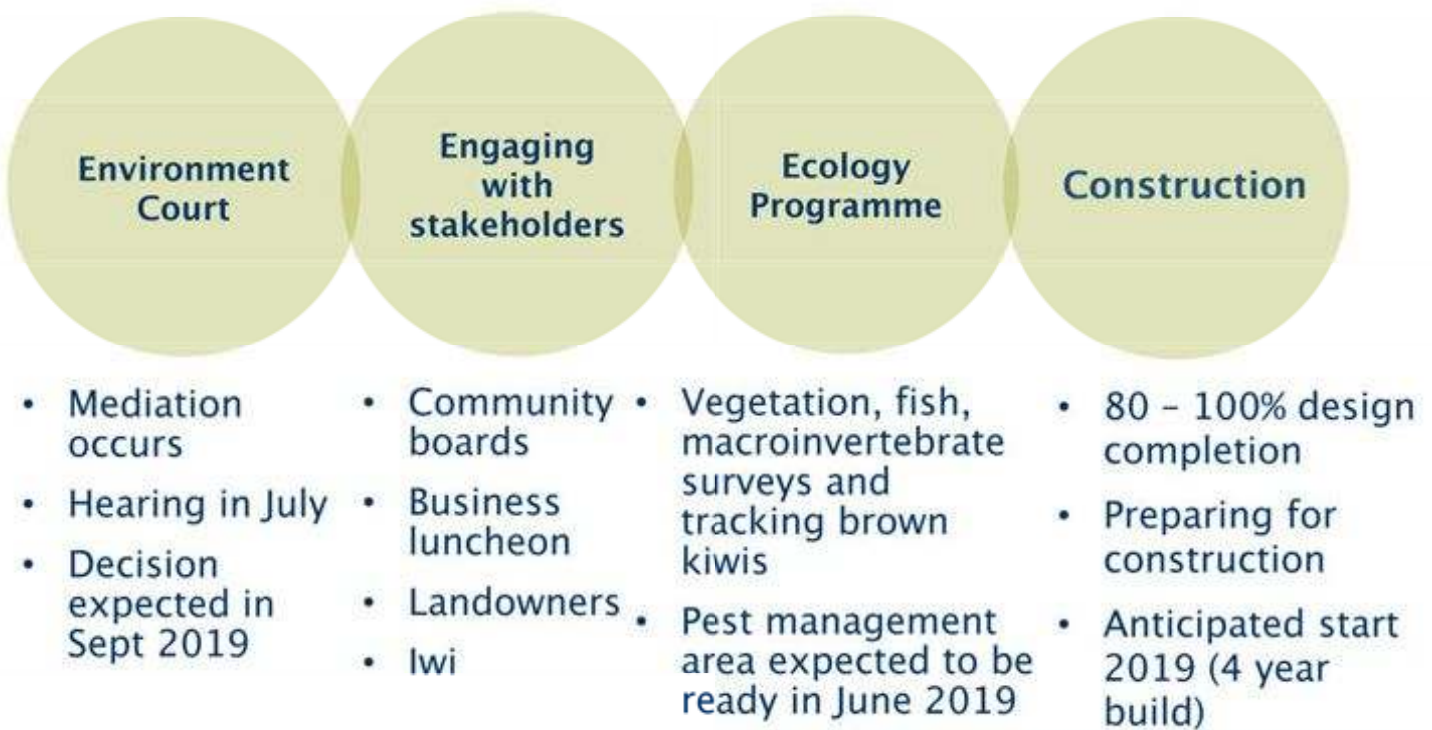 Environment
Court
Engaging
with
stakeholders
Ecology
Programme
Construction
• Mediation
occurs
• Hearing in July
• Decision
expected in
Sept 2019
• Community
boards
• Business
luncheon
• Landowners
• Iwi
• Vegetation, fish,
macroinvertebrate
surveys and
tracking brown
kiwis
• Pest management
area expected to be
ready in June 2019
• 80 – 100% design
completion
• Preparing for
construction
• Anticipated start
2019 (4 year
build)